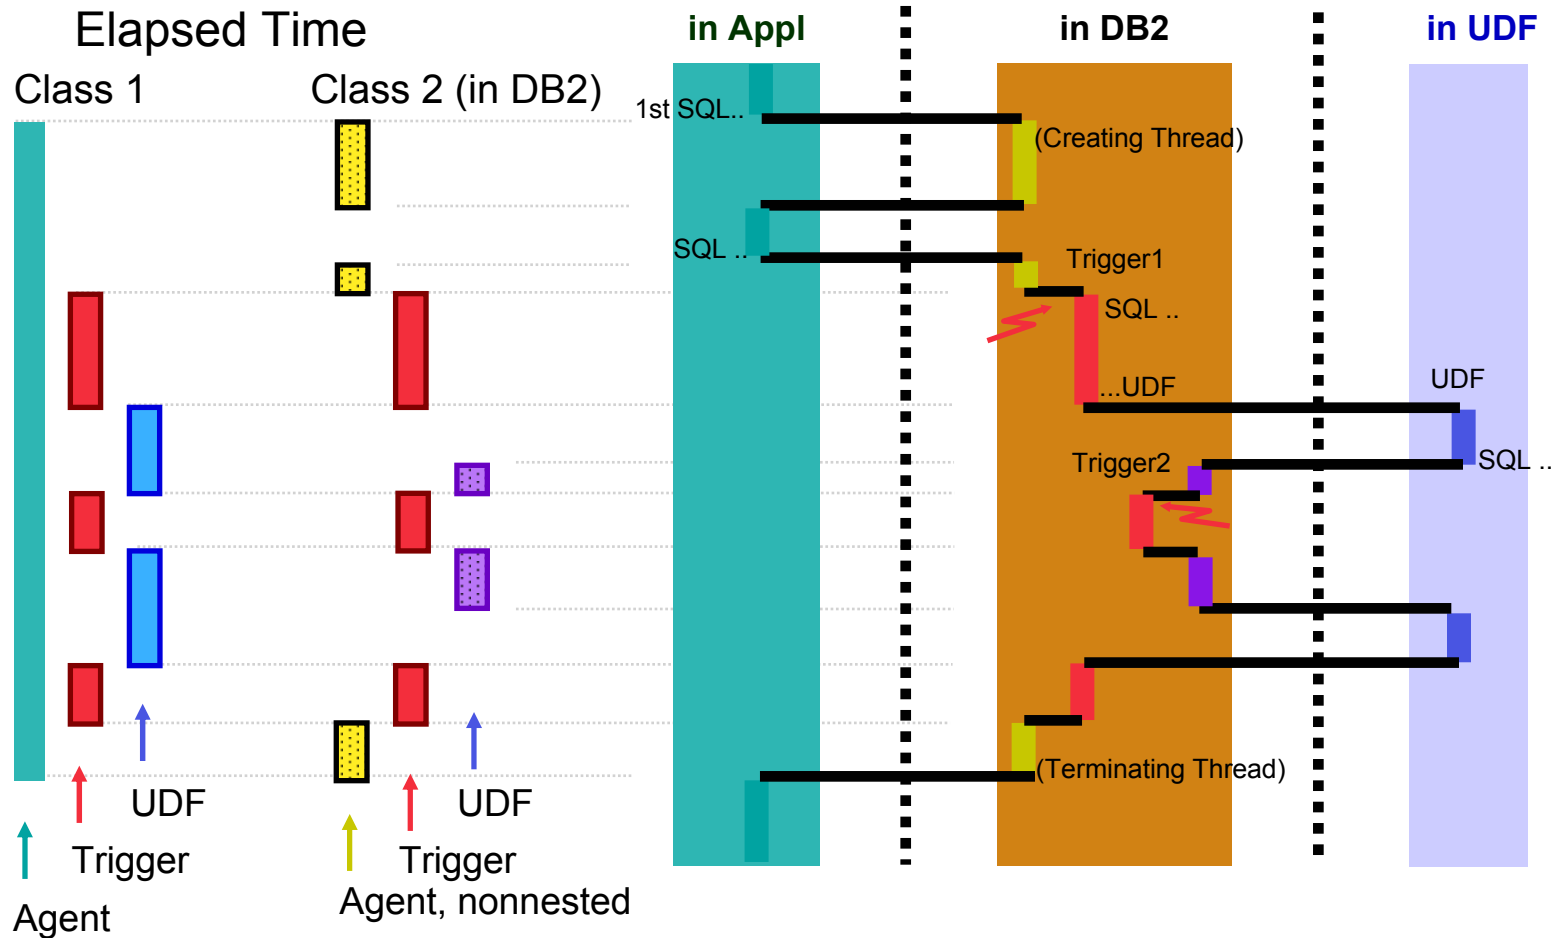 Elapsed Time
in Appl
in DB2
in UDF
Class 1
Class 2 (in DB2)
1st SQL..
(Creating Thread)
SQL ..
Trigger1
SQL ..
...UDF
UDF
Trigger2
SQL ..
(Terminating Thread)
UDF
UDF
Trigger
Trigger
Agent
Agent, nonnested